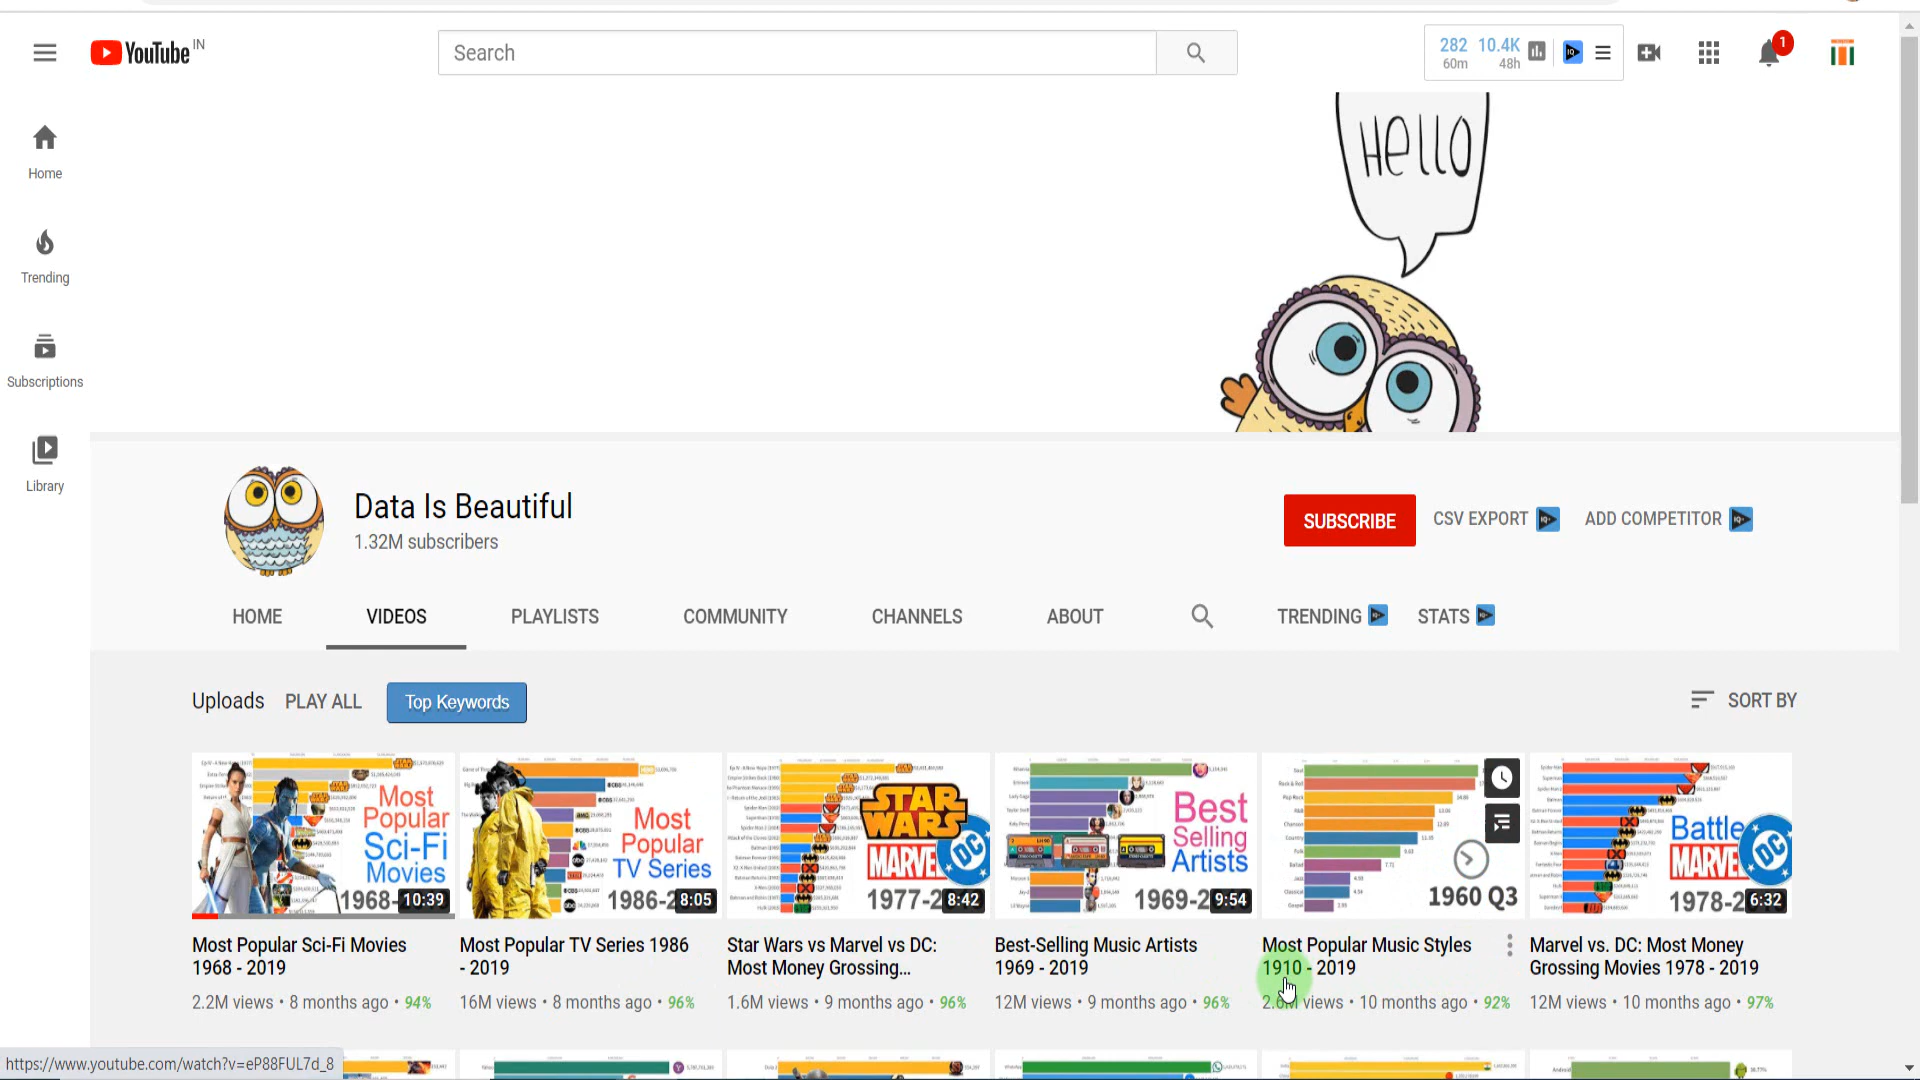 YouTube IN
Search
282 10.4K
60m 48h
1
Home
Trending
Subscriptions
Library
HELLO
Data Is Beautiful
1.32M subscribers
SUBSCRIBE
CSV EXPORT
ADD COMPETITOR
HOME
VIDEOS
PLAYLISTS
COMMUNITY
CHANNELS
ABOUT
TRENDING
STATS
Uploads
PLAY ALL
Top Keywords
SORT BY
Most
Popular
Sci-Fi
Movies
1968-
10:39
Most Popular Sci-Fi Movies
1968 - 2019
2.2M views • 8 months ago • 94%
Most
Popular
TV Series
1986-2
8:05
Most Popular TV Series 1986
- 2019
16M views • 8 months ago • 96%
STAR
WARS
MARVEL
DC
1977-2
8:42
Star Wars vs Marvel vs DC:
Most Money Grossing...
1.6M views • 9 months ago • 96%
Best
Selling
Artists
1969-2
9:54
Best-Selling Music Artists
1969 - 2019
12M views • 9 months ago • 96%
1960 Q3
Most Popular Music Styles
1910 - 2019
2.6M views • 10 months ago • 92%
Battle
MARVEL
DC
1978-2
6:32
Marvel vs. DC: Most Money
Grossing Movies 1978 - 2019
12M views • 10 months ago • 97%
https://www.youtube.com/watch?v=eP88FUL7d_8